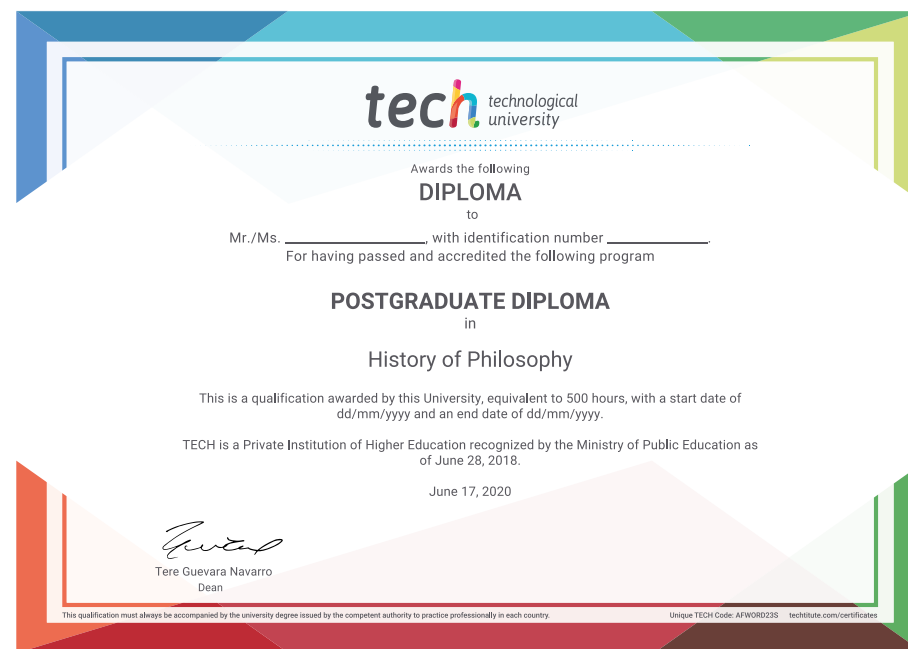 tech technological
university
Awards the following
DIPLOMA
to
Mr./Ms. ____________________, with identification number _______________.
For having passed and accredited the following program
POSTGRADUATE DIPLOMA
in
History of Philosophy
This is a qualification awarded by this University, equivalent to 500 hours, with a start date of
dd/mm/yyyy and an end date of dd/mm/yyyy.
TECH is a Private Institution of Higher Education recognized by the Ministry of Public Education as
of June 28, 2018.
June 17, 2020
Tere Guevara Navarro
Dean
This qualification must always be accompanied by the university degree issued by the competent authority to practice professionally in each country. Unique TECH Code: AFWORD23S techtitute.com/certificates